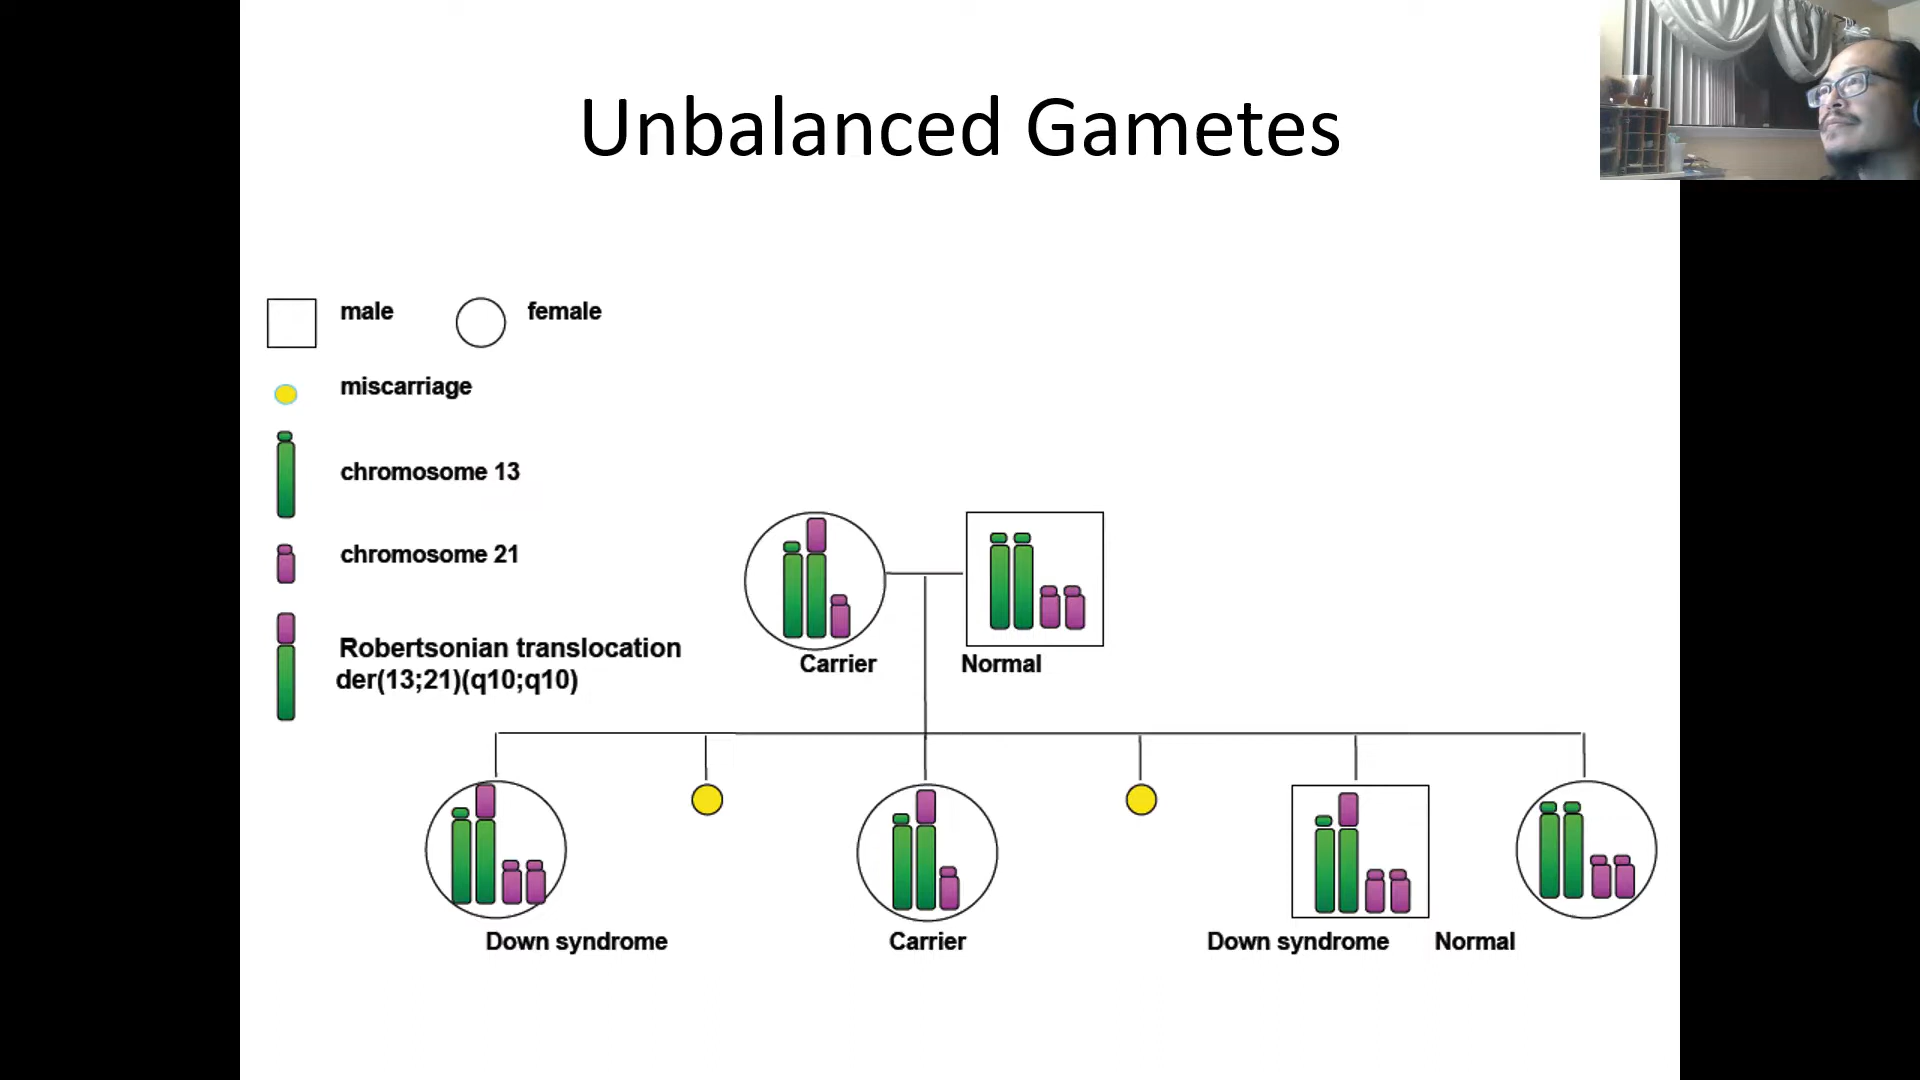 Unbalanced Gametes
male
female
miscarriage
chromosome 13
chromosome 21
Robertsonian translocation
der(13;21)(q10;q10)
Carrier
Normal
Down syndrome
Carrier
Down syndrome
Normal